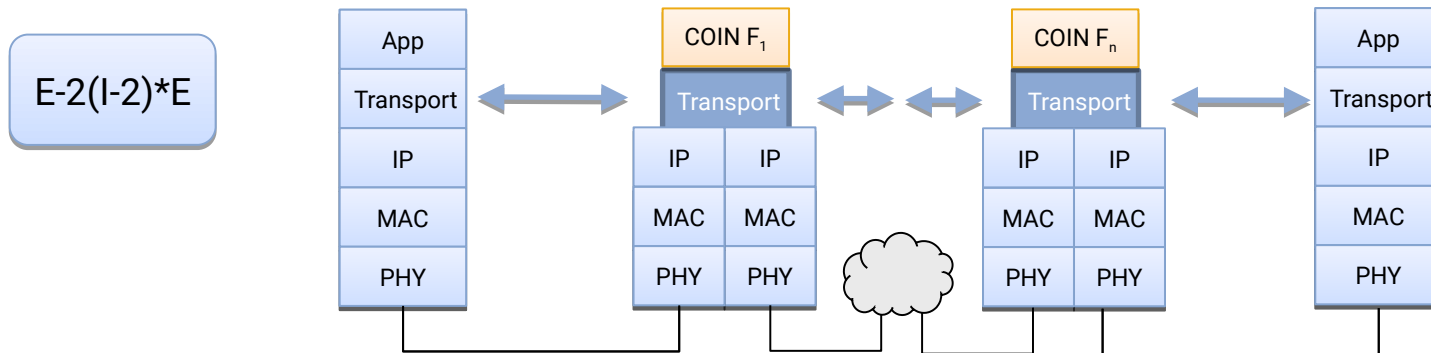 E-2(I-2)*E
App
Transport
IP
MAC
PHY
COIN F1
Transport
IP IP
MAC MAC
PHY PHY
COIN Fn
Transport
IP IP
MAC MAC
PHY PHY
App
Transport
IP
MAC
PHY